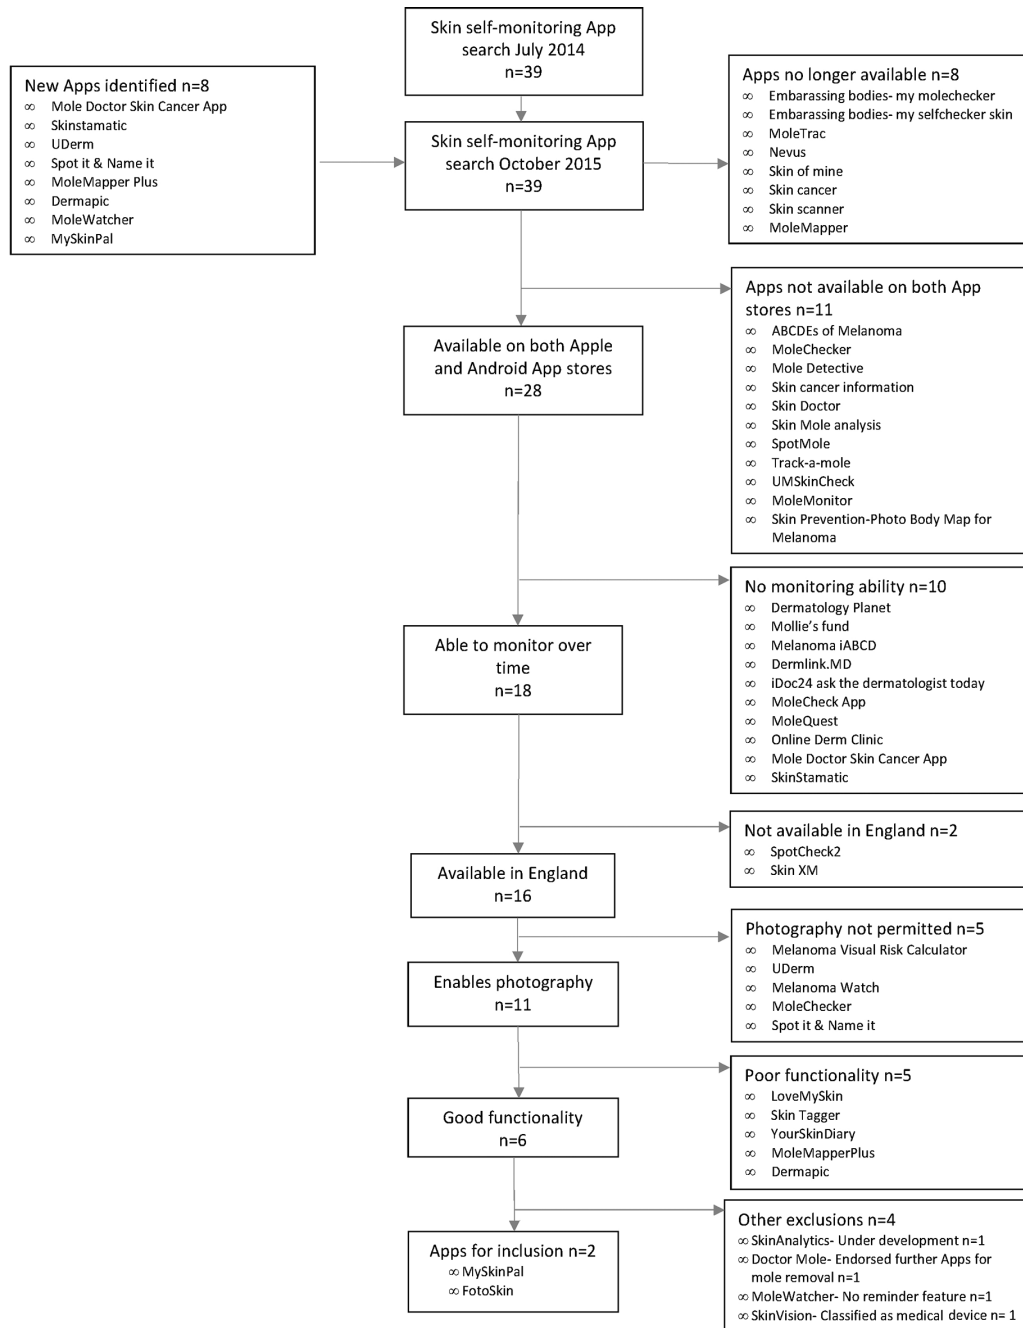 Skin self-monitoring App
search July 2014
n=39
New Apps identified n=8
∞ Mole Doctor Skin Cancer App
∞ Skinstamatic
∞ UDerm
∞ Spot it & Name it
∞ MoleMapper Plus
∞ Dermapic
∞ MoleWatcher
∞ MySkinPal
Skin self-monitoring App
search October 2015
n=39
Apps no longer available n=8
∞ Embarassing bodies- my molechecker
∞ Embarassing bodies- my selfchecker skin
∞ MoleTrac
∞ Nevus
∞ Skin of mine
∞ Skin cancer
∞ Skin scanner
∞ MoleMapper
Apps not available on both App
stores n=11
∞ ABCDEs of Melanoma
∞ MoleChecker
∞ Mole Detective
∞ Skin cancer information
∞ Skin Doctor
∞ Skin Mole analysis
∞ SpotMole
∞ Track-a-mole
∞ UMSkinCheck
∞ MoleMonitor
∞ Skin Prevention-Photo Body Map for
Melanoma
Available on both Apple
and Android App stores
n=28
No monitoring ability n=10
∞ Dermatology Planet
∞ Mollie's fund
∞ Melanoma iABCD
∞ Dermlink.MD
∞ iDoc24 ask the dermatologist today
∞ MoleCheck App
∞ MoleQuest
∞ Online Derm Clinic
∞ Mole Doctor Skin Cancer App
∞ SkinStamatic
Able to monitor over
time
n=18
Not available in England n=2
∞ SpotCheck2
∞ Skin XM
Available in England
n=16
Photography not permitted n=5
∞ Melanoma Visual Risk Calculator
∞ UDerm
∞ Melanoma Watch
∞ MoleChecker
∞ Spot it & Name it
Enables photography
n=11
Poor functionality n=5
∞ LoveMySkin
∞ Skin Tagger
∞ YourSkinDiary
∞ MoleMapperPlus
∞ Dermapic
Good functionality
n=6
Other exclusions n=4
∞ SkinAnalytics- Under development n=1
∞ Doctor Mole- Endorsed further Apps for
mole removal n=1
∞ MoleWatcher- No reminder feature n=1
∞ SkinVision- Classified as medical device n= 1
Apps for inclusion n=2
∞ MySkinPal
∞ FotoSkin